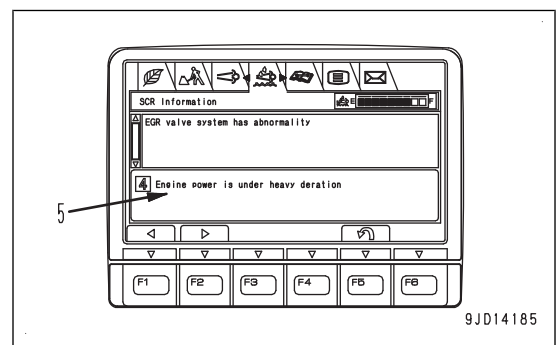 SCR Information
E F
EGR valve system has abnormality
4 Engine power is under heavy deration
5
F1 F2 F3 F4 F5 F6
9JD14185